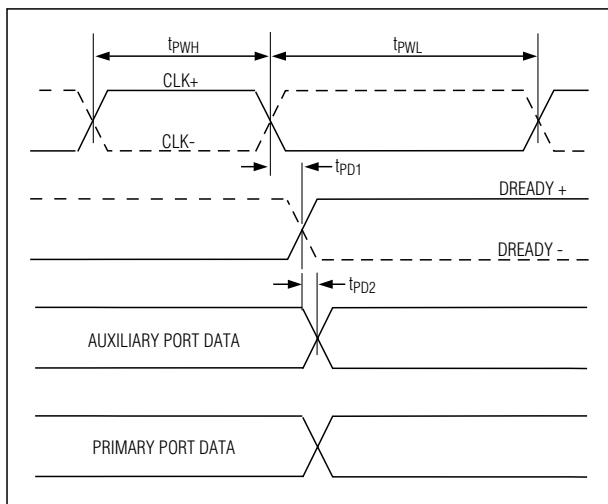 tPWH
tPWL
CLK+
CLK-
tPD1
DREADY +
DREADY -
tPD2
AUXILIARY PORT DATA
PRIMARY PORT DATA